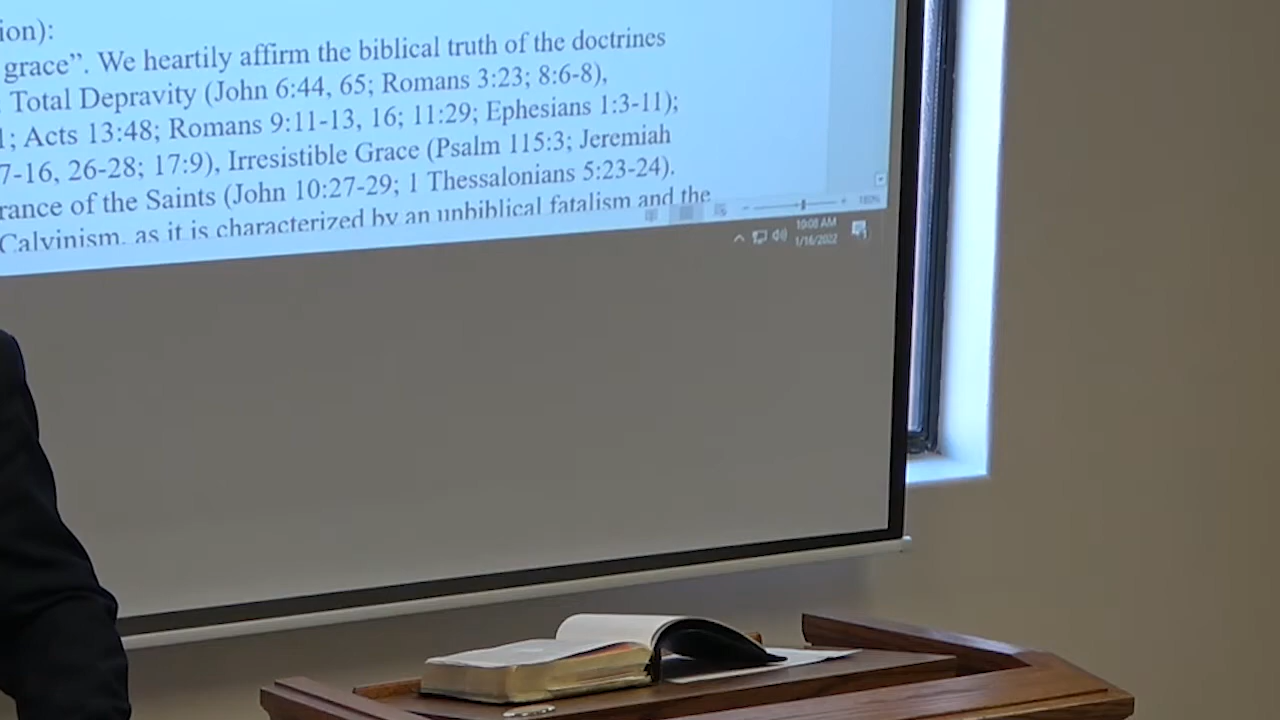 ion):
grace”. We heartily affirm the biblical truth of the doctrines
Total Depravity (John 6:44, 65; Romans 3:23; 8:6-8),
1; Acts 13:48; Romans 9:11-13, 16; 11:29; Ephesians 1:3-11);
7-16, 26-28; 17:9), Irresistible Grace (Psalm 115:3; Jeremiah
rance of the Saints (John 10:27-29; 1 Thessalonians 5:23-24).
Calvinism, as it is characterized by an unbiblical fatalism and the
180%
10:08 AM
1/16/2022